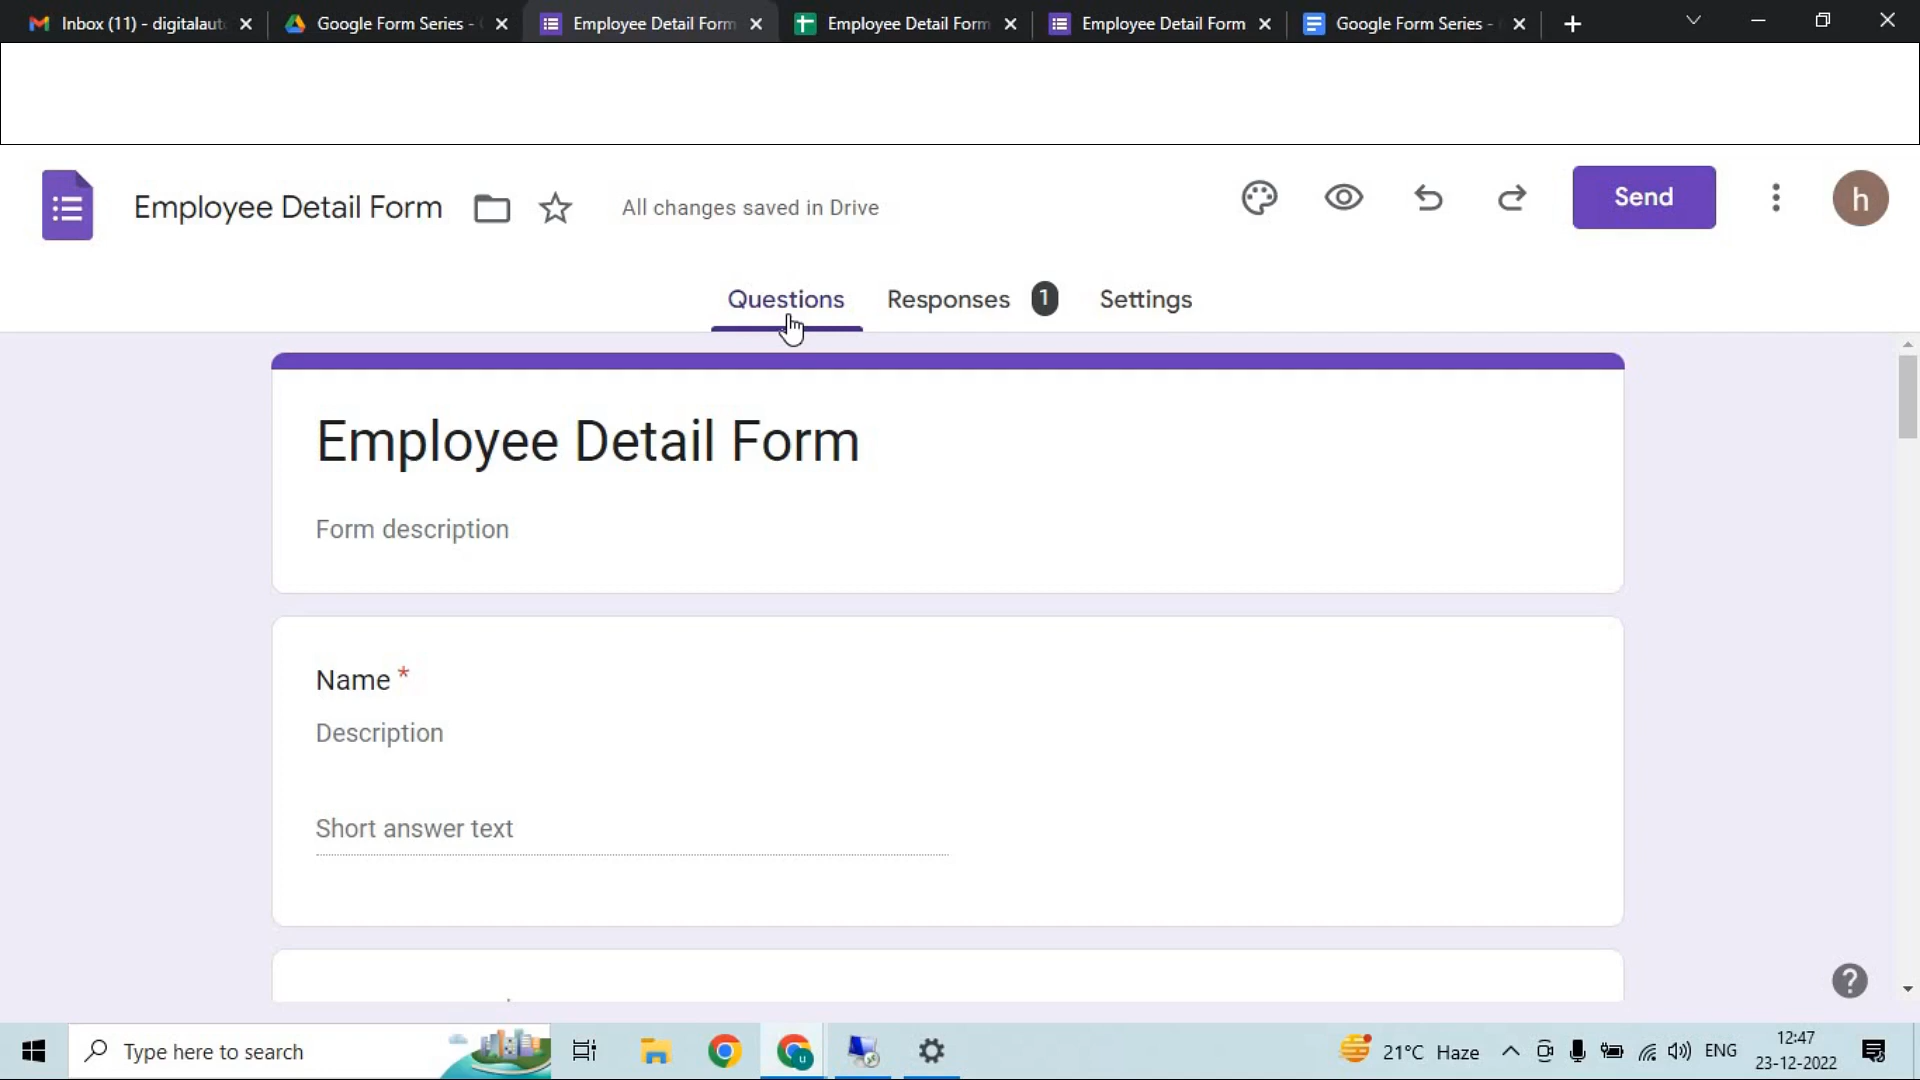 Inbox (11) - digitalaut
Google Form Series -
Employee Detail Form
Employee Detail Form
Employee Detail Form
Google Form Series -
Employee Detail Form
All changes saved in Drive
Send
h
Questions
Responses
1
Settings
Employee Detail Form
Form description
Name *
Description
Short answer text
?
Type here to search
u
21°C Haze
ENG
12:47
23-12-2022